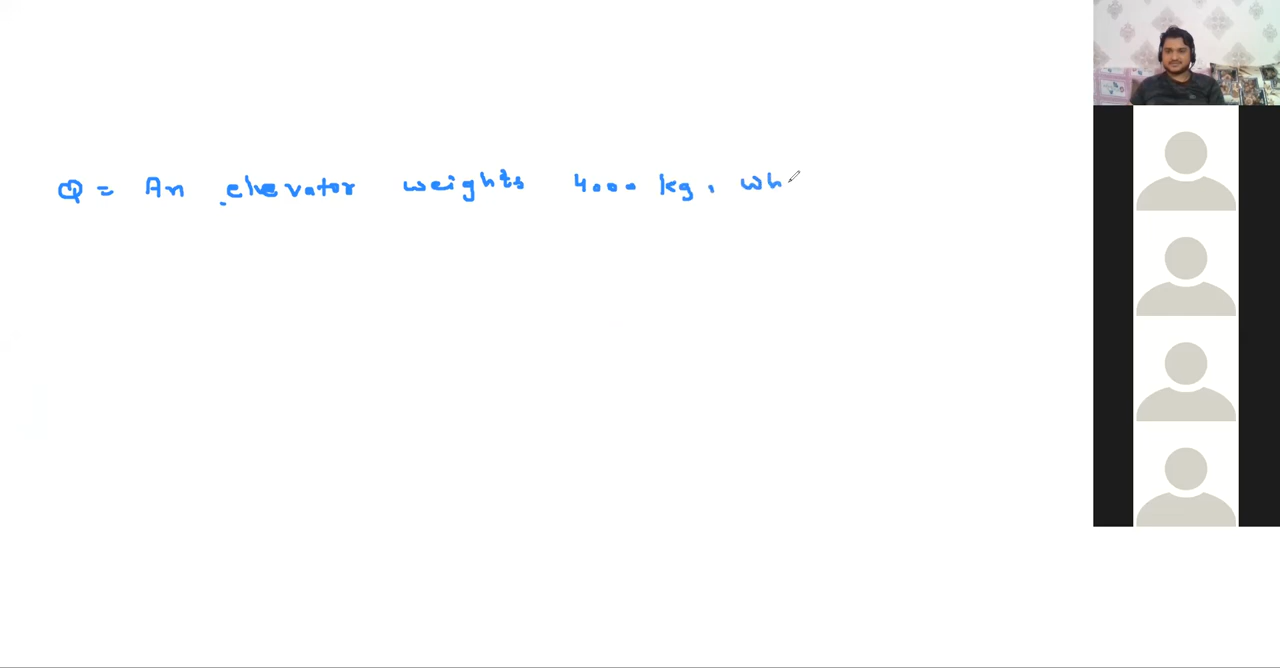 Q = An elevator weights 4000 kg, wh